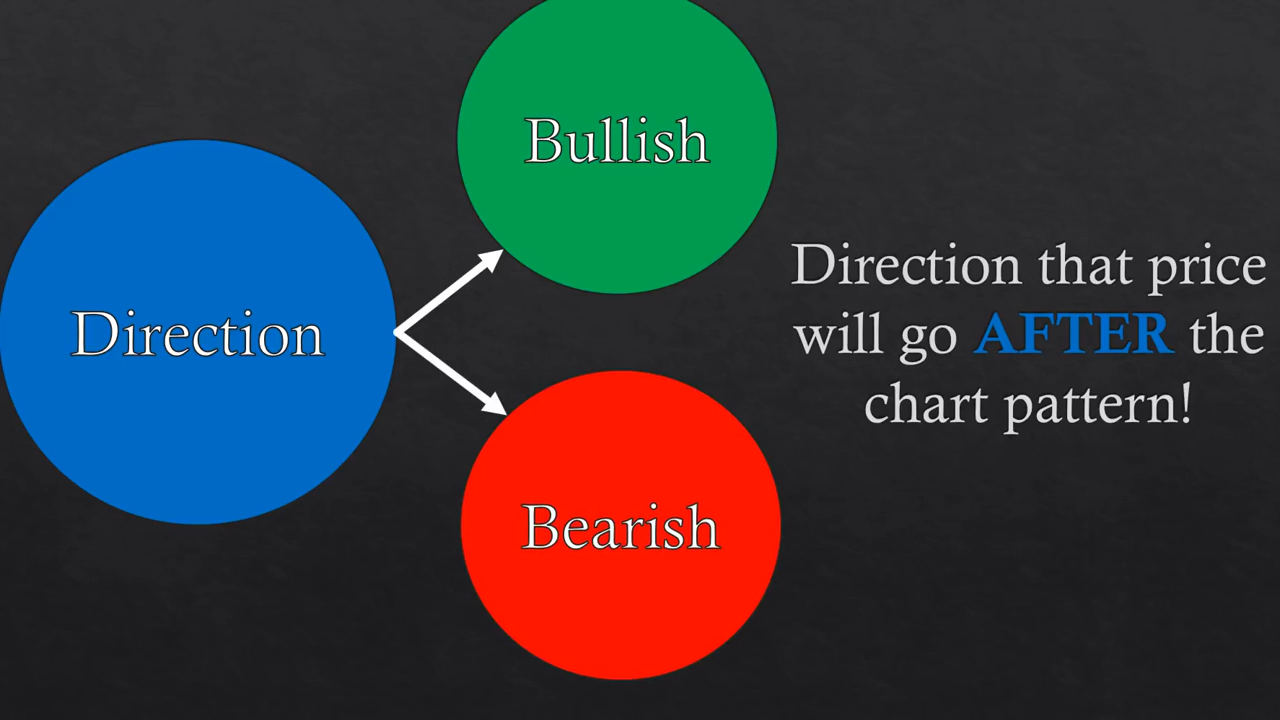 Bullish
Direction
Bearish
Direction that price
will go AFTER the
chart pattern!